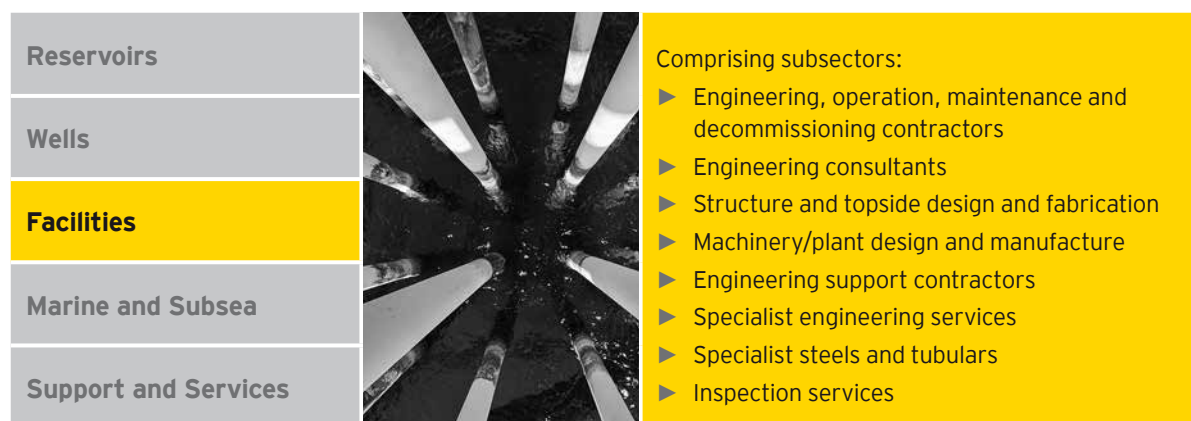 Reservoirs
Wells
Facilities
Marine and Subsea
Support and Services
Comprising subsectors:
► Engineering, operation, maintenance and
decommissioning contractors
► Engineering consultants
► Structure and topside design and fabrication
► Machinery/plant design and manufacture
► Engineering support contractors
► Specialist engineering services
► Specialist steels and tubulars
► Inspection services